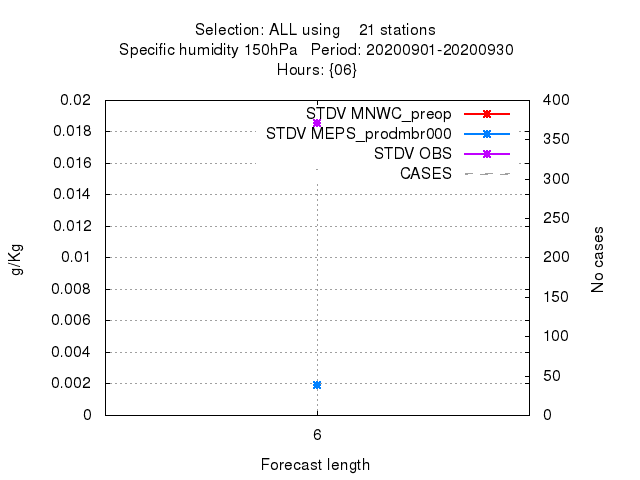 Selection: ALL using    21 stations
Specific humidity 150hPa   Period: 20200901-20200930
Hours: {06}
STDV MNWC_preop
STDV MEPS_prodmbr000
STDV OBS
CASES
0.02
0.018
0.016
0.014
0.012
0.01
0.008
0.006
0.004
0.002
0
g/Kg
400
350
300
250
200
150
100
50
0
No cases
6
Forecast length